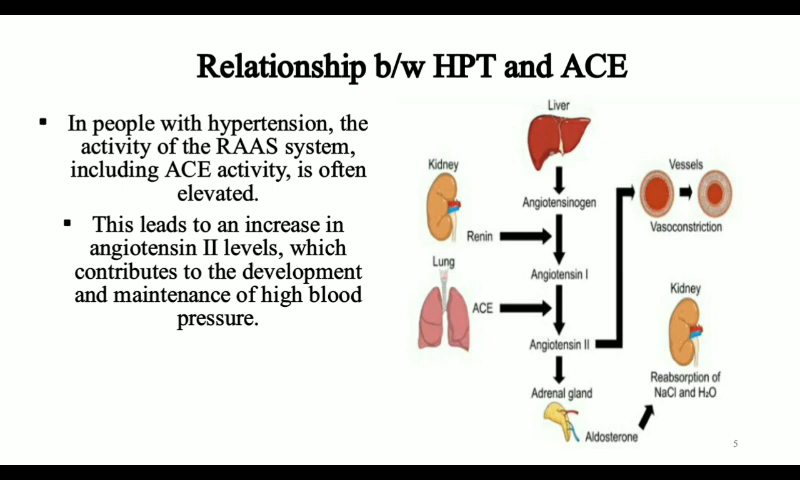 Relationship b/w HPT and ACE
▪ In people with hypertension, the
activity of the RAAS system,
including ACE activity, is often
elevated.
▪ This leads to an increase in
angiotensin II levels, which
contributes to the development
and maintenance of high blood
pressure.
Liver
Kidney
Angiotensinogen
Renin
Lung
Angiotensin I
ACE
Angiotensin II
Adrenal gland
Aldosterone
Vessels
Vasoconstriction
Kidney
Reabsorption of
NaCl and H₂O
5